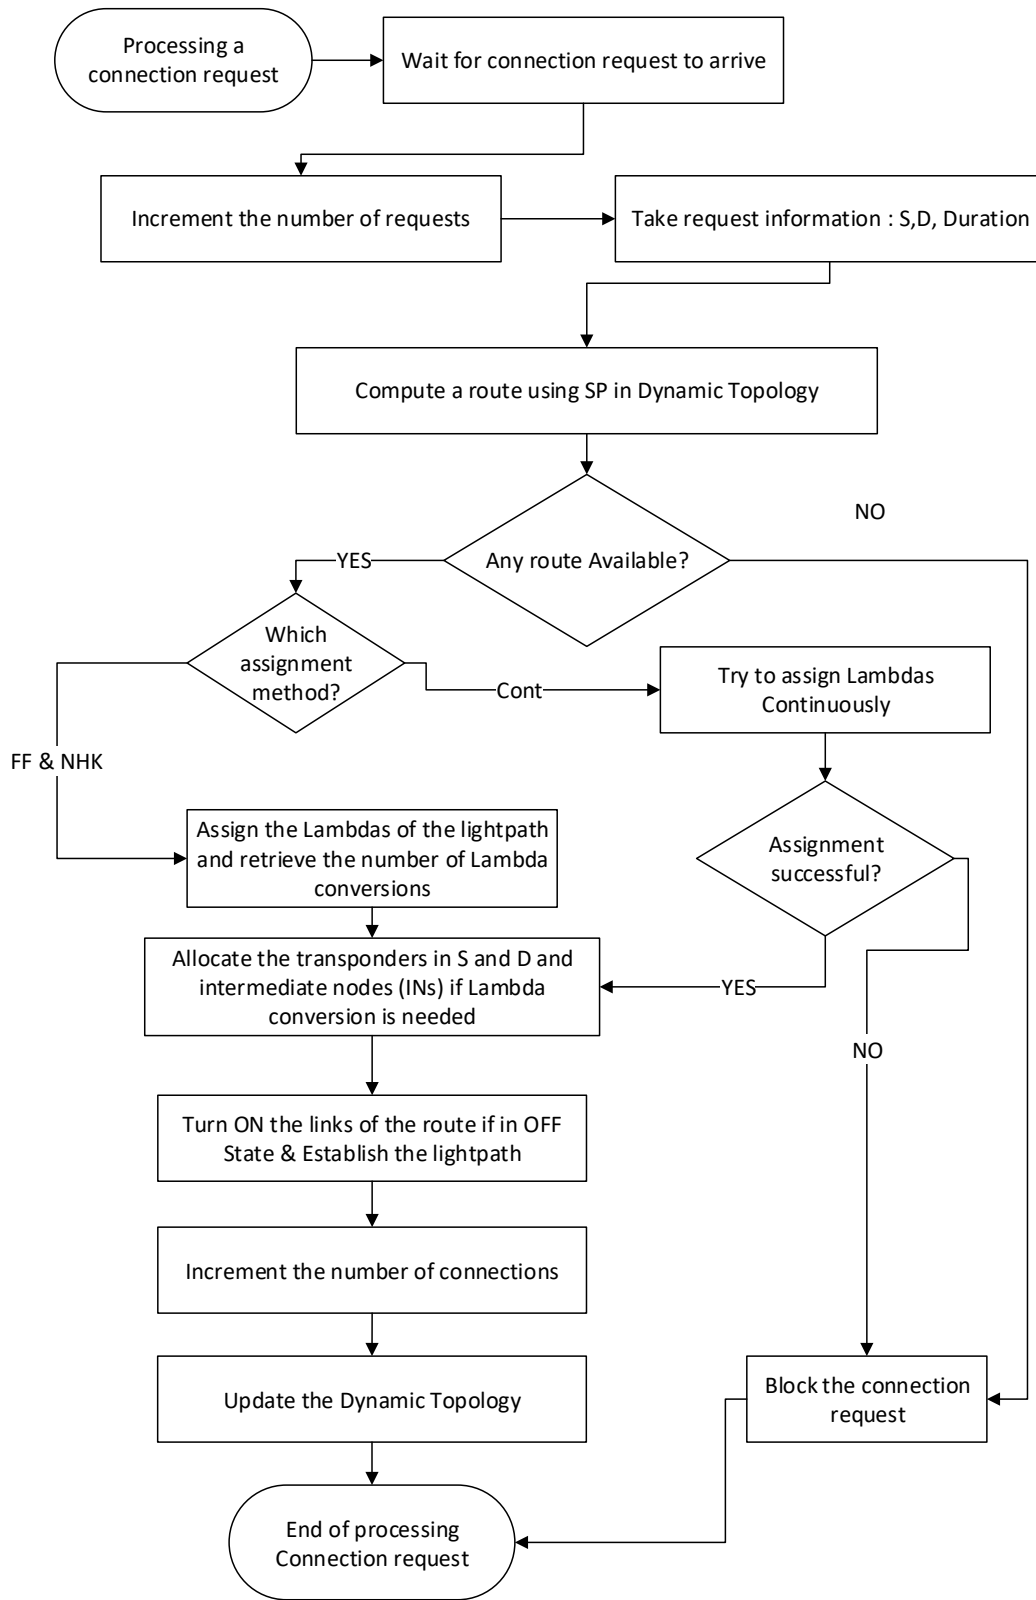 Processing a
connection request
Wait for connection request to arrive
Increment the number of requests
Take request information : S,D, Duration
Compute a route using SP in Dynamic Topology
NO
Any route Available?
YES
Which
assignment
method?
Cont
Try to assign Lambdas
Continuously
FF & NHK
Assign the Lambdas of the lightpath
and retrieve the number of Lambda
conversions
Assignment
successful?
Allocate the transponders in S and D and
intermediate nodes (INs) if Lambda
conversion is needed
YES
NO
Turn ON the links of the route if in OFF
State & Establish the lightpath
Increment the number of connections
Update the Dynamic Topology
Block the connection
request
End of processing
Connection request